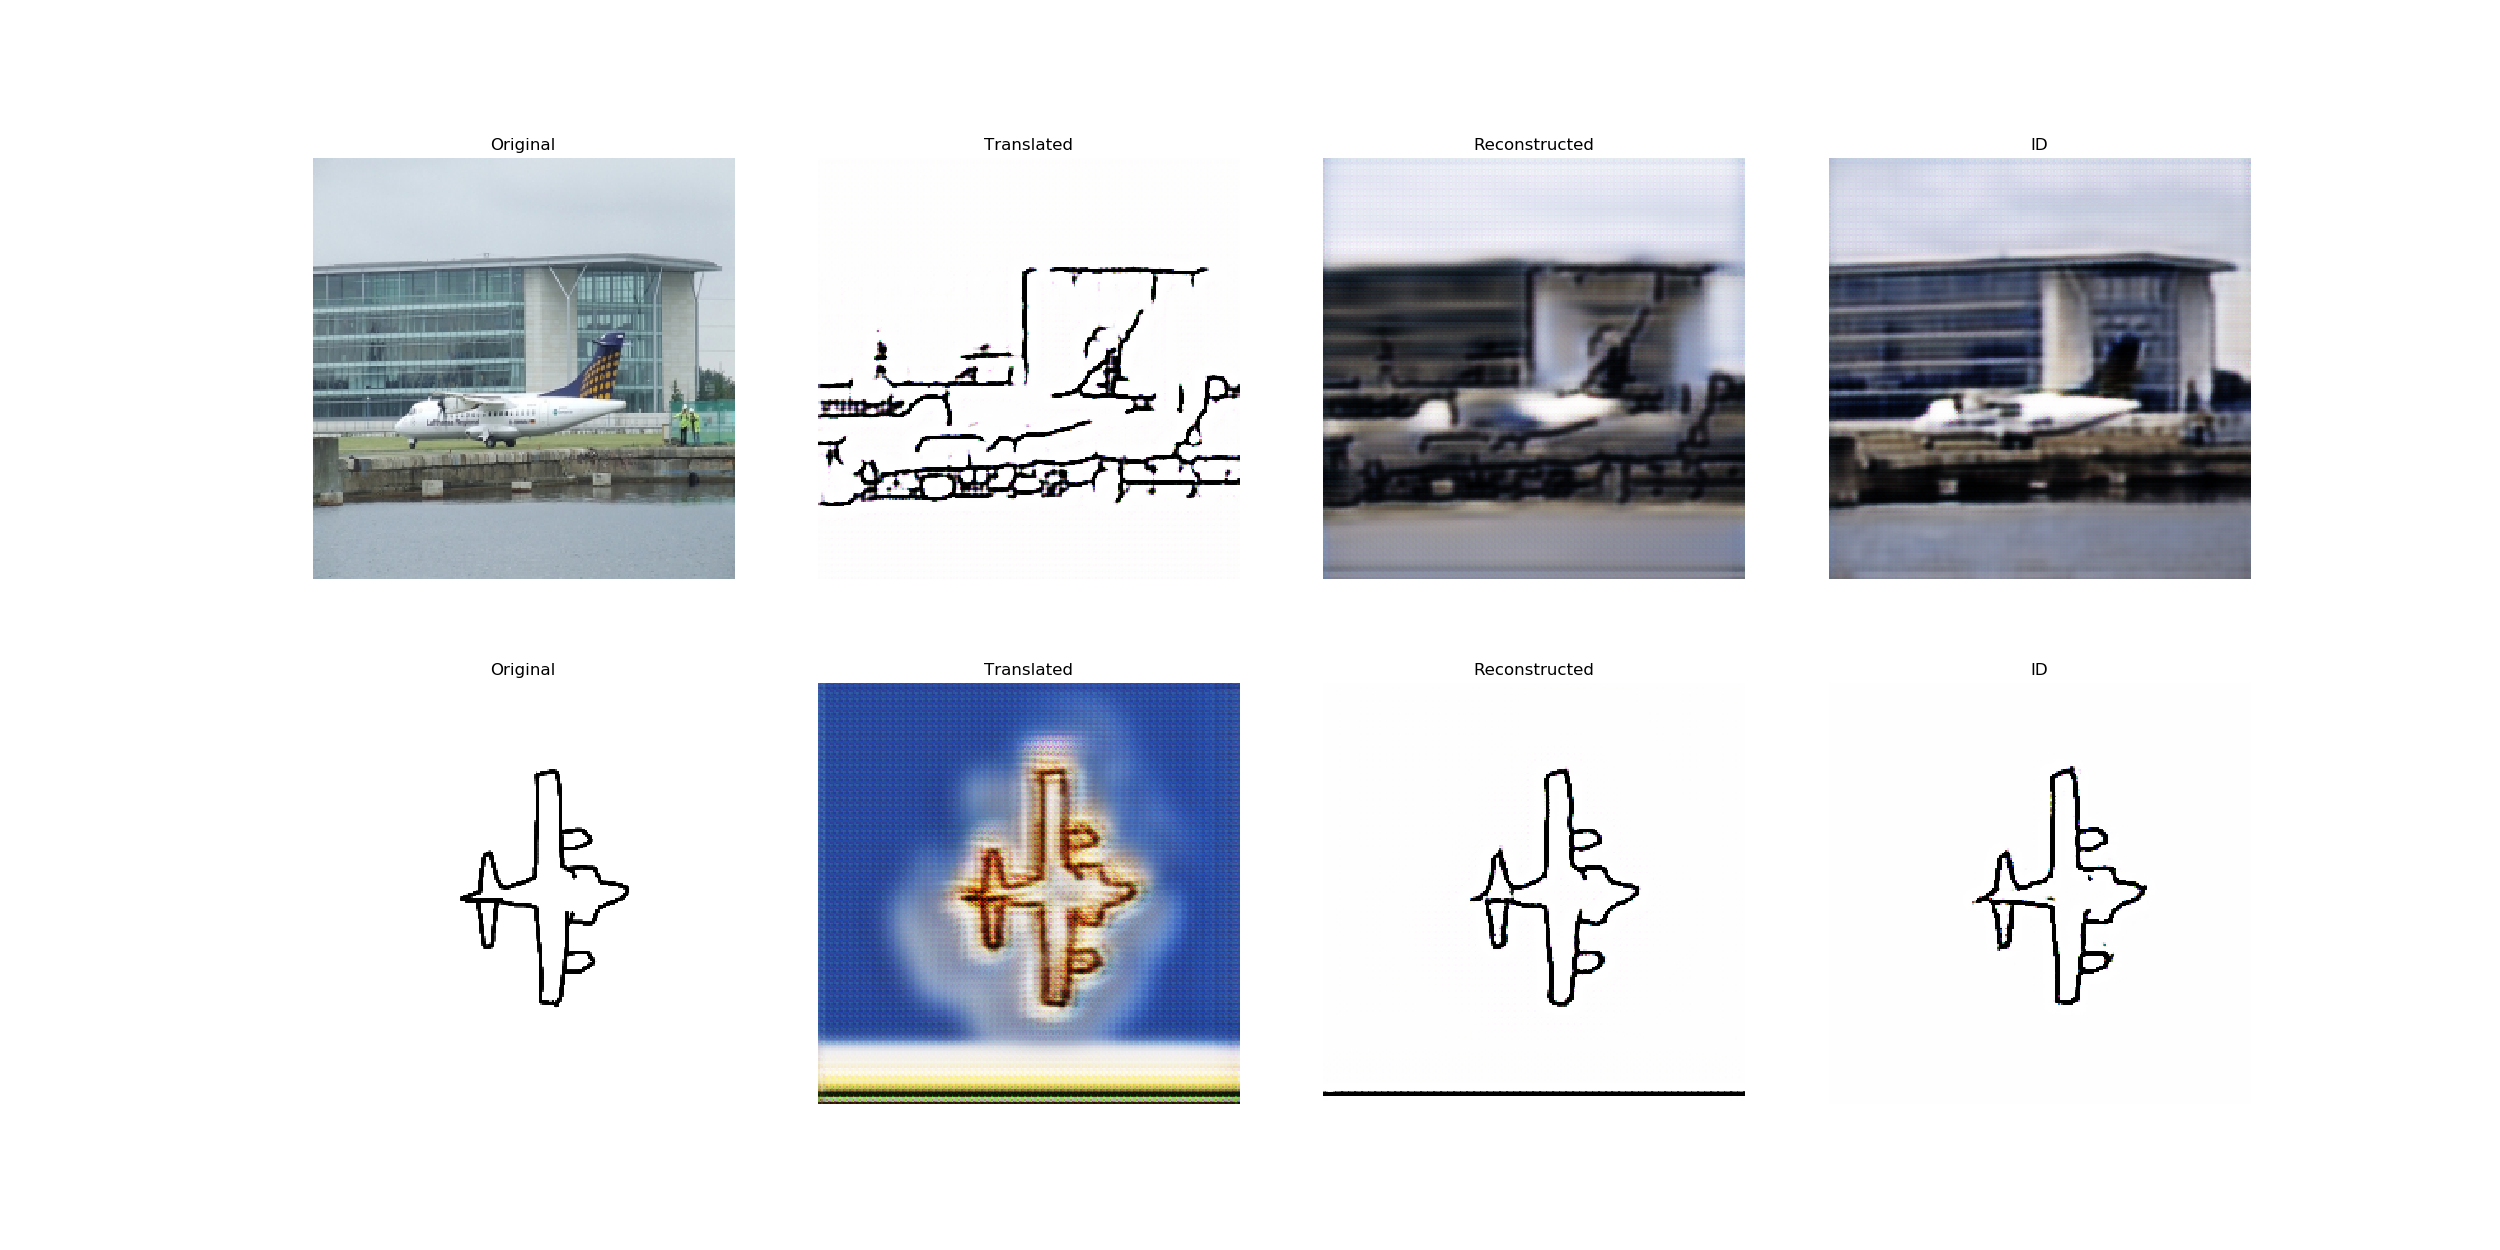 Original
Translated
Reconstructed
ID
Original
Translated
Reconstructed
ID